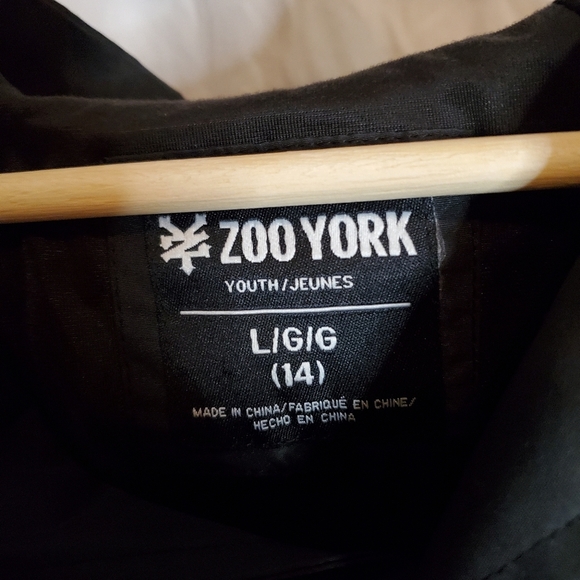 ZOO YORK
YOUTH/JEUNES
L/G/G
(14)
MADE IN CHINA/FABRIQUÉ EN CHINE/
HECHO EN CHINA